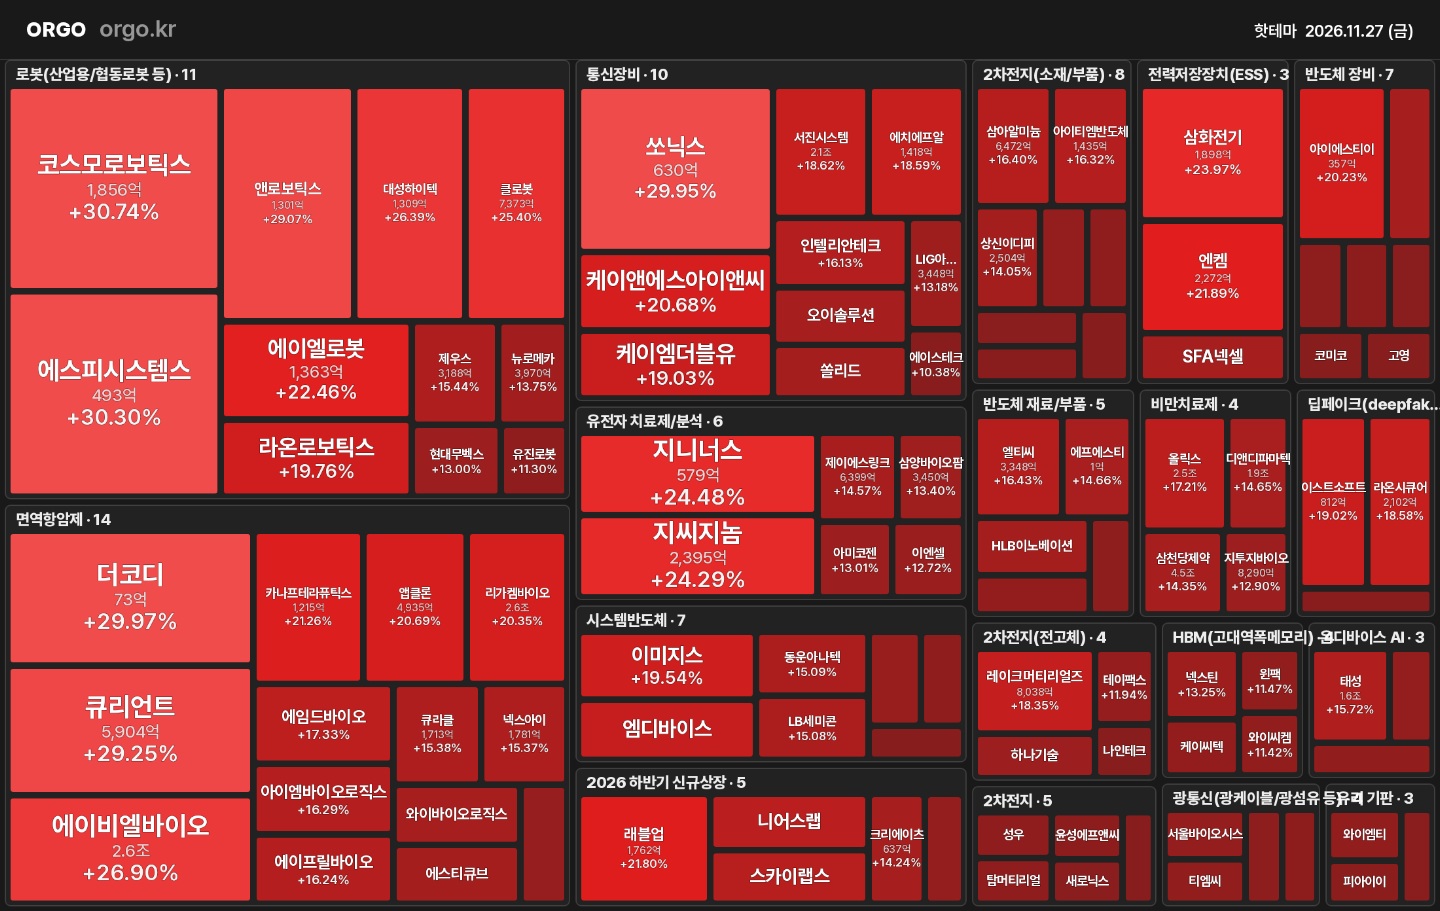 ORGO orgo.kr
핫테마 2026.11.27 (금)
로봇(산업용/협동로봇 등) · 11
코스모로보틱스
1,856억
+30.74%
에스피시스템스
493억
+30.30%
앤로보틱스
1,301억
+29.07%
대성하이텍
1,309억
+26.39%
클로봇
7,373억
+25.40%
에이엘로봇
1,363억
+22.46%
라온로보틱스
+19.76%
제우스
3,188억
+15.44%
뉴로메카
3,970억
+13.75%
현대무벡스
+13.00%
유진로봇
+11.30%
면역항암제 · 14
더코디
73억
+29.97%
큐리언트
5,904억
+29.25%
에이비엘바이오
2.6조
+26.90%
카나프테라퓨틱스
1,215억
+21.26%
앱클론
4,935억
+20.69%
리가켐바이오
2.6조
+20.35%
에임드바이오
+17.33%
아이엠바이오로직스
+16.29%
에이프릴바이오
+16.24%
큐라클
1,713억
+15.38%
넥스아이
1,781억
+15.37%
와이바이오로직스
에스티큐브
통신장비 · 10
쏘닉스
630억
+29.95%
케이앤에스아이앤씨
+20.68%
케이엠더블유
+19.03%
서진시스템
2.1조
+18.62%
에치에프알
1,418억
+18.59%
인텔리안테크
+16.13%
오이솔루션
쏠리드
LIG아...
3,448억
+13.18%
에이스테크
+10.38%
유전자 치료제/분석 · 6
지니너스
579억
+24.48%
지씨지놈
2,395억
+24.29%
제이에스링크
6,399억
+14.57%
삼양바이오팜
3,450억
+13.40%
아미코젠
+13.01%
이엔셀
+12.72%
시스템반도체 · 7
이미지스
+19.54%
엠디바이스
동운아나텍
+15.09%
LB세미콘
+15.08%
2026 하반기 신규상장 · 5
래블업
1,762억
+21.80%
니어스랩
스카이랩스
크리에이츠
637억
+14.24%
2차전지(소재/부품) · 8
삼아알미늄
6,472억
+16.40%
아이티엠반도체
1,435억
+16.32%
상신이디피
2,504억
+14.05%
전력저장장치(ESS) · 3
삼화전기
1,898억
+23.97%
엔켐
2,272억
+21.89%
SFA넥셀
반도체 장비 · 7
아이에스티이
357억
+20.23%
코미코
고영
반도체 재료/부품 · 5
엘티씨
3,348억
+16.43%
에프에스티
1억
+14.66%
HLB이노베이션
비만치료제 · 4
올릭스
2.5조
+17.21%
디앤디파마텍
1.9조
+14.65%
삼천당제약
4.5조
+14.35%
지투지바이오
8,290억
+12.90%
딥페이크(deepfak...
이스트소프트
812억
+19.02%
라온시큐어
2,102억
+18.58%
2차전지(전고체) · 4
레이크머티리얼즈
8,038억
+18.35%
하나기술
테이팩스
+11.94%
나인테크
HBM(고대역폭메모리) · 4
넥스틴
+13.25%
윈팩
+11.47%
케이씨텍
와이씨켐
+11.42%
온디바이스 AI · 3
태성
1.6조
+15.72%
2차전지 · 5
성우
윤성에프앤씨
탑머티리얼
새로닉스
광통신(광케이블/광섬유 등) · 4
서울바이오시스
티엠씨
유리 기판 · 3
와이엠티
피아이이